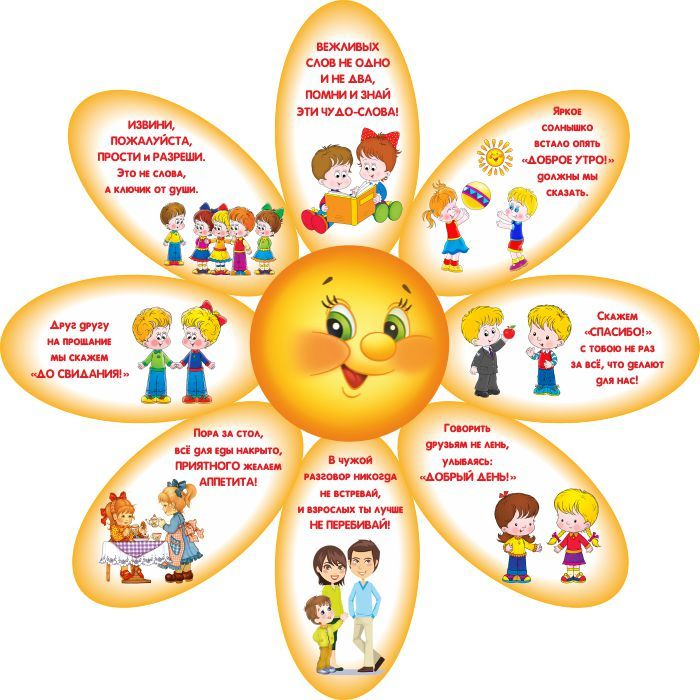 ВЕЖЛИВЫХ
СЛОВ НЕ ОДНО
И НЕ ДВА,
ПОМНИ И ЗНАЙ
ЭТИ ЧУДО-СЛОВА!
Яркое
солнышко
встало опять
«ДОБРОЕ УТРО!»
должны мы
сказать.
Скажем
«СПАСИБО!»
с тобою не раз
за всё, что делают
для нас!
Говорить
друзьям не лень,
улыбаясь:
«ДОБРЫЙ ДЕНЬ!»
В чужой
разговор никогда
не встревай,
и взрослых ты лучше
НЕ ПЕРЕБИВАЙ!
Пора за стол,
всё для еды накрыто,
ПРИЯТНОГО желаем
АППЕТИТА!
Друг другу
на прощание
мы скажем
«ДО СВИДАНИЯ!»
ИЗВИНИ,
ПОЖАЛУЙСТА,
ПРОСТИ и РАЗРЕШИ.
Это не слова,
а ключик от души.